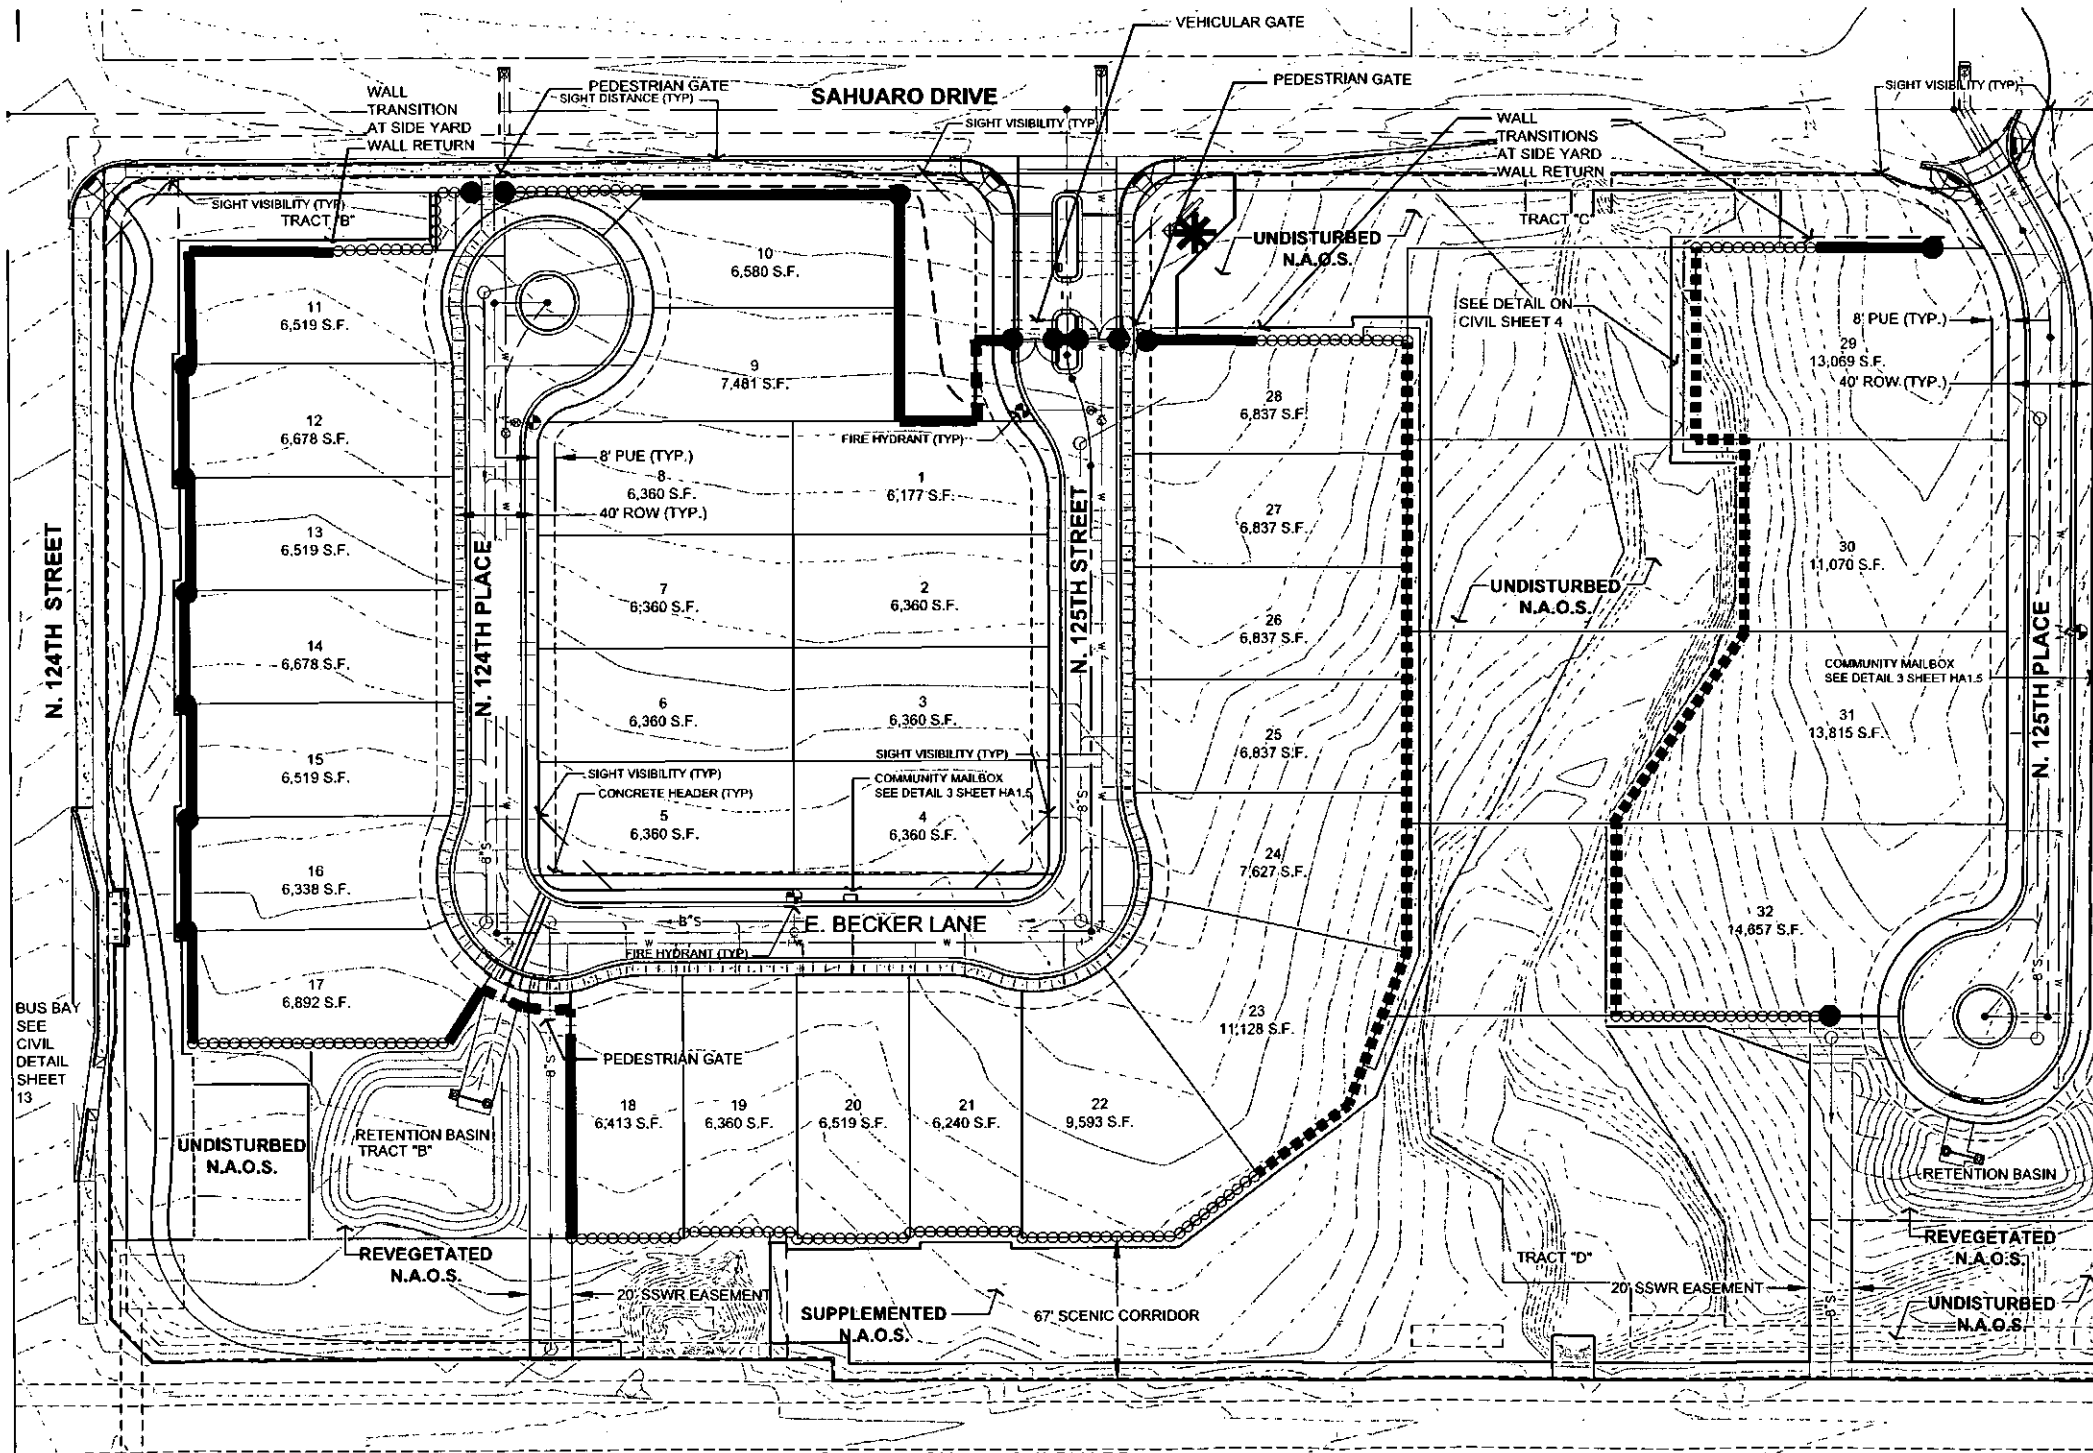 VEHICULAR GATE
WALL
TRANSITION
AT SIDE YARD
WALL RETURN
PEDESTRIAN GATE
SIGHT DISTANCE (TYP)
SAHUARO DRIVE
SIGHT VISIBILITY (TYP)
PEDESTRIAN GATE
WALL
TRANSITIONS
AT SIDE YARD
WALL RETURN
SIGHT VISIBILITY (TYP)
SIGHT VISIBILITY (TYP)
TRACT "B"
TRACT "C"
UNDISTURBED
N.A.O.S.
10
6,580 S.F.
11
6,519 S.F.
SEE DETAIL ON
CIVIL SHEET 4
8' PUE (TYP.)
29
13,069 S.F.
40' ROW (TYP.)
9
7,481 S.F.
28
6,837 S.F.
12
6,678 S.F.
FIRE HYDRANT (TYP)
8' PUE (TYP.)
8
6,360 S.F.
40' ROW (TYP.)
1
6,177 S.F.
27
6,837 S.F.
13
6,519 S.F.
N. 124TH STREET
N. 124TH PLACE
N. 125TH STREET
30
11,070 S.F.
UNDISTURBED
N.A.O.S.
7
6,360 S.F.
2
6,360 S.F.
26
6,837 S.F.
14
6,678 S.F.
COMMUNITY MAILBOX
SEE DETAIL 3 SHEET HA1.5
N. 125TH PLACE
6
6,360 S.F.
3
6,360 S.F.
25
6,837 S.F.
31
13,815 S.F.
15
6,519 S.F.
SIGHT VISIBILITY (TYP)
SIGHT VISIBILITY (TYP)
CONCRETE HEADER (TYP)
COMMUNITY MAILBOX
SEE DETAIL 3 SHEET HA1.5
5
6,360 S.F.
4
6,360 S.F.
8"S
8"S
16
6,338 S.F.
24
7,627 S.F.
32
14,657 S.F.
8"S
E. BECKER LANE
FIRE HYDRANT (TYP)
17
6,892 S.F.
23
11,128 S.F.
8"S
BUS BAY
SEE
CIVIL
DETAIL
SHEET
13
PEDESTRIAN GATE
8"S
18
6,413 S.F.
19
6,360 S.F.
20
6,519 S.F.
21
6,240 S.F.
22
9,593 S.F.
UNDISTURBED
N.A.O.S.
RETENTION BASIN
TRACT "B"
RETENTION BASIN
REVEGETATED
N.A.O.S.
REVEGETATED
N.A.O.S.
TRACT "D"
20' SSWR EASEMENT
20' SSWR EASEMENT
8"S
SUPPLEMENTED
N.A.O.S.
67' SCENIC CORRIDOR
UNDISTURBED
N.A.O.S.